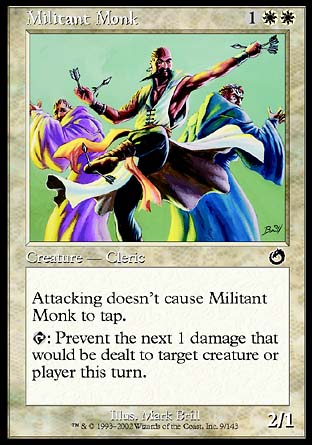 Militant Monk 1
Brill
Creature — Cleric
Attacking doesn't cause Militant
Monk to tap.
: Prevent the next 1 damage that
would be dealt to target creature or
player this turn.
Illus. Mark Brill
™ & © 1993-2002 Wizards of the Coast, Inc. 9/143
2/1